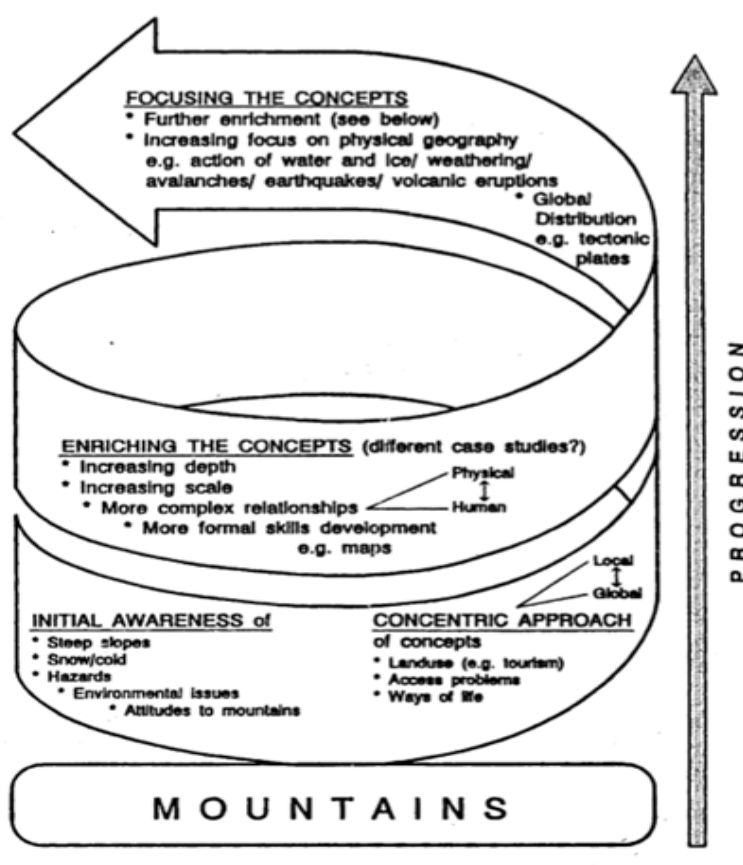 FOCUSING THE CONCEPTS
* Further enrichment (see below)
* Increasing focus on physical geography
e.g. action of water and ice/ weathering/
avalanches/ earthquakes/ volcanic eruptions
* Global
Distribution
e.g. tectonic
plates
ENRICHING THE CONCEPTS (different case studies?)
* Increasing depth
* Increasing scale
* More complex relationships
Physical
Human
* More formal skills development
e.g. maps
Local
Global
INITIAL AWARENESS of
* Steep slopes
* Snow/cold
* Hazards
* Environmental issues
* Attitudes to mountains
CONCENTRIC APPROACH
of concepts
* Landuse (e.g. tourism)
* Access problems
* Ways of life
MOUNTAINS
PROGRESSION